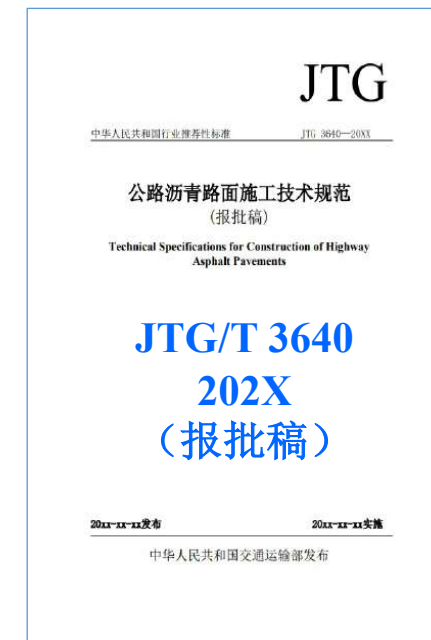 JTG
中华人民共和国行业推荐性标准 JTG 3640—20XX
公路沥青路面施工技术规范
(报批稿)
Technical Specifications for Construction of Highway
Asphalt Pavements
JTG/T 3640
202X
（报批稿）
20xx-xx-xx发布 20xx-xx-xx实施
中华人民共和国交通运输部发布